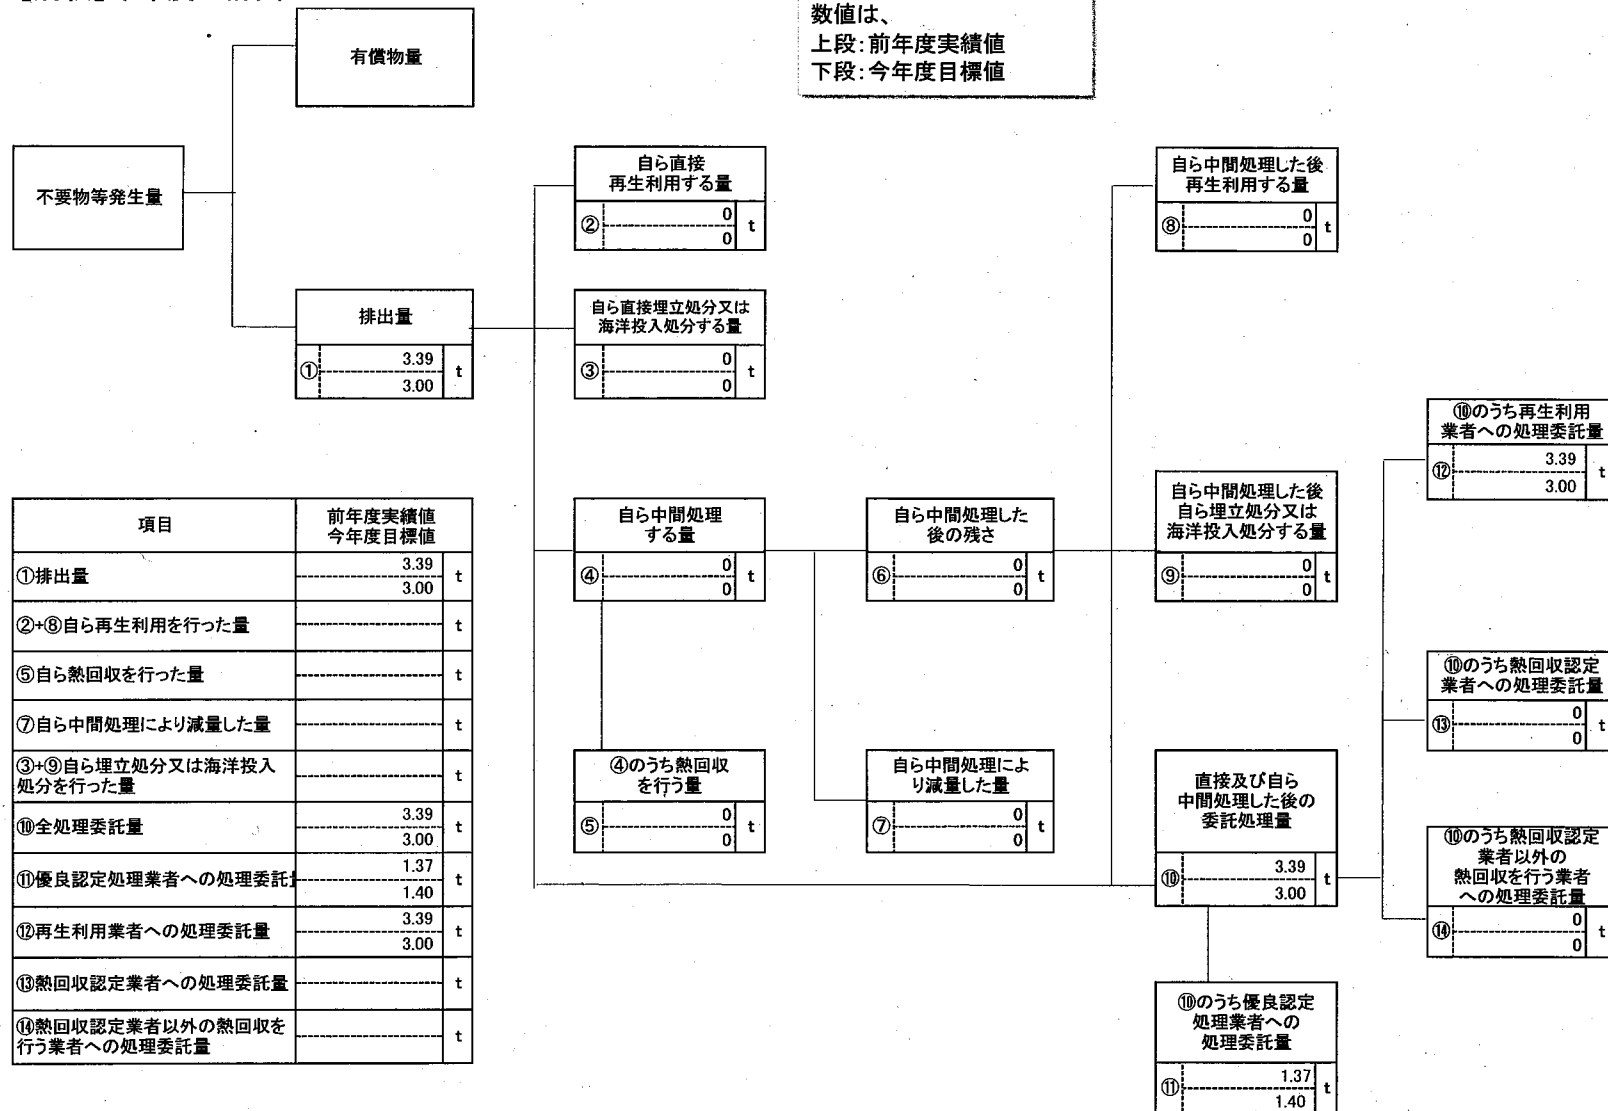 数値は、
上段:前年度実績値
下段:今年度目標値
有償物量
不要物等発生量
排出量
① 3.39 t
3.00
自ら直接
再生利用する量
② 0 t
0
自ら直接埋立処分又は
海洋投入処分する量
③ 0 t
0
自ら中間処理
する量
④ 0 t
0
④のうち熱回収
を行う量
⑤ 0 t
0
自ら中間処理した
後の残さ
⑥ 0 t
0
自ら中間処理によ
り減量した量
⑦ 0 t
0
自ら中間処理した後
再生利用する量
⑧ 0 t
0
自ら中間処理した後
自ら埋立処分又は
海洋投入処分する量
⑨ 0 t
0
直接及び自ら
中間処理した後の
委託処理量
⑩ 3.39 t
3.00
⑩のうち優良認定
処理業者への
処理委託量
⑪ 1.37 t
1.40
⑩のうち再生利用
業者への処理委託量
⑫ 3.39 t
3.00
⑩のうち熱回収認定
業者への処理委託量
⑬ 0 t
0
⑩のうち熱回収認定
業者以外の
熱回収を行う業者
への処理委託量
⑭ 0 t
0
項目 前年度実績値
今年度目標値
①排出量 3.39 t
3.00
②+⑧自ら再生利用を行った量 t
⑤自ら熱回収を行った量 t
⑦自ら中間処理により減量した量 t
③+⑨自ら埋立処分又は海洋投入
処分を行った量 t
⑩全処理委託量 3.39 t
3.00
⑪優良認定処理業者への処理委託 1.37 t
1.40
⑫再生利用業者への処理委託量 3.39 t
3.00
⑬熱回収認定業者への処理委託量 t
⑭熱回収認定業者以外の熱回収を
行う業者への処理委託量 t